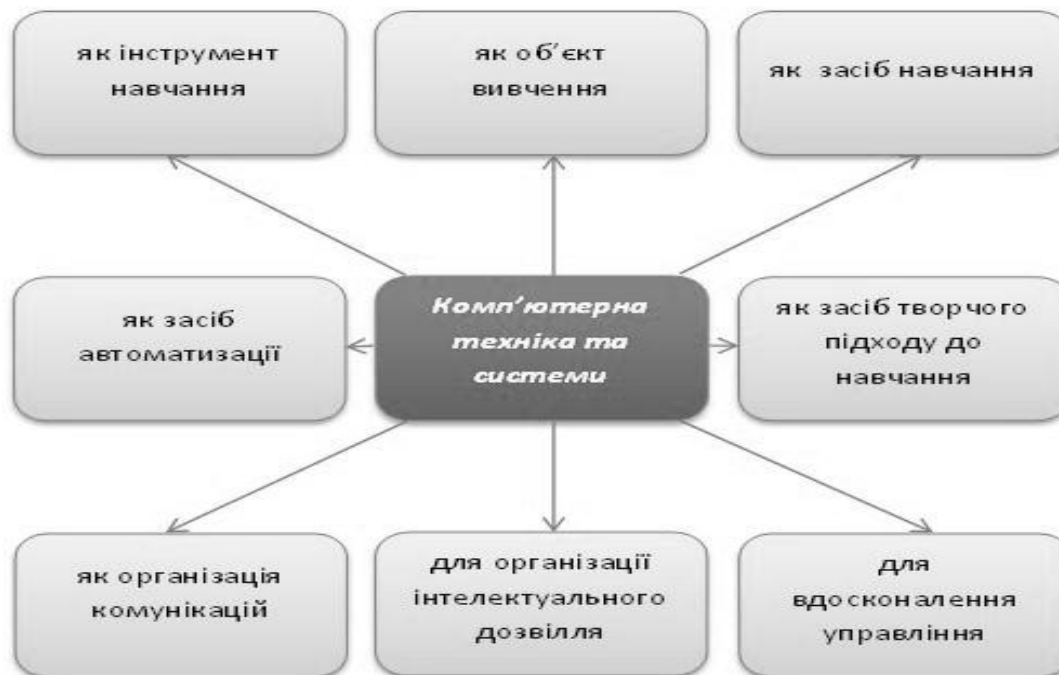 як інструмент
навчання
як об’єкт
вивчення
як засіб навчання
як засіб
автоматизації
Комп’ютерна
техніка та
системи
як засіб творчого
підходу до
навчання
як організація
комунікацій
для організації
інтелектуального
дозвілля
для
вдосконалення
управління